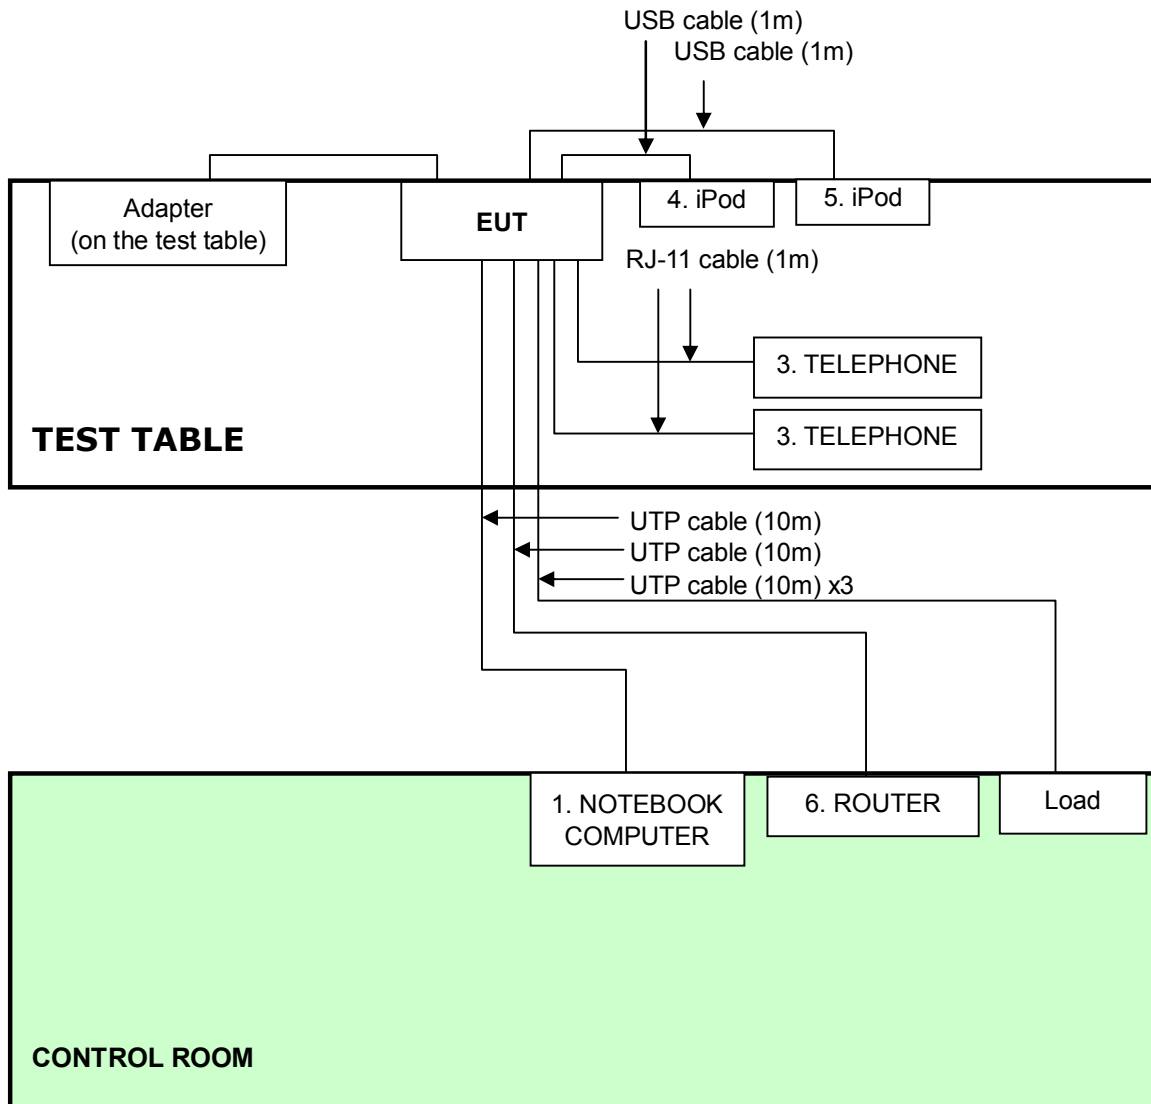 USB cable (1m)
USB cable (1m)
Adapter
(on the test table)
EUT
4. iPod
5. iPod
RJ-11 cable (1m)
3. TELEPHONE
3. TELEPHONE
TEST TABLE
UTP cable (10m)
UTP cable (10m)
UTP cable (10m) x3
1. NOTEBOOK
COMPUTER
6. ROUTER
Load
CONTROL ROOM